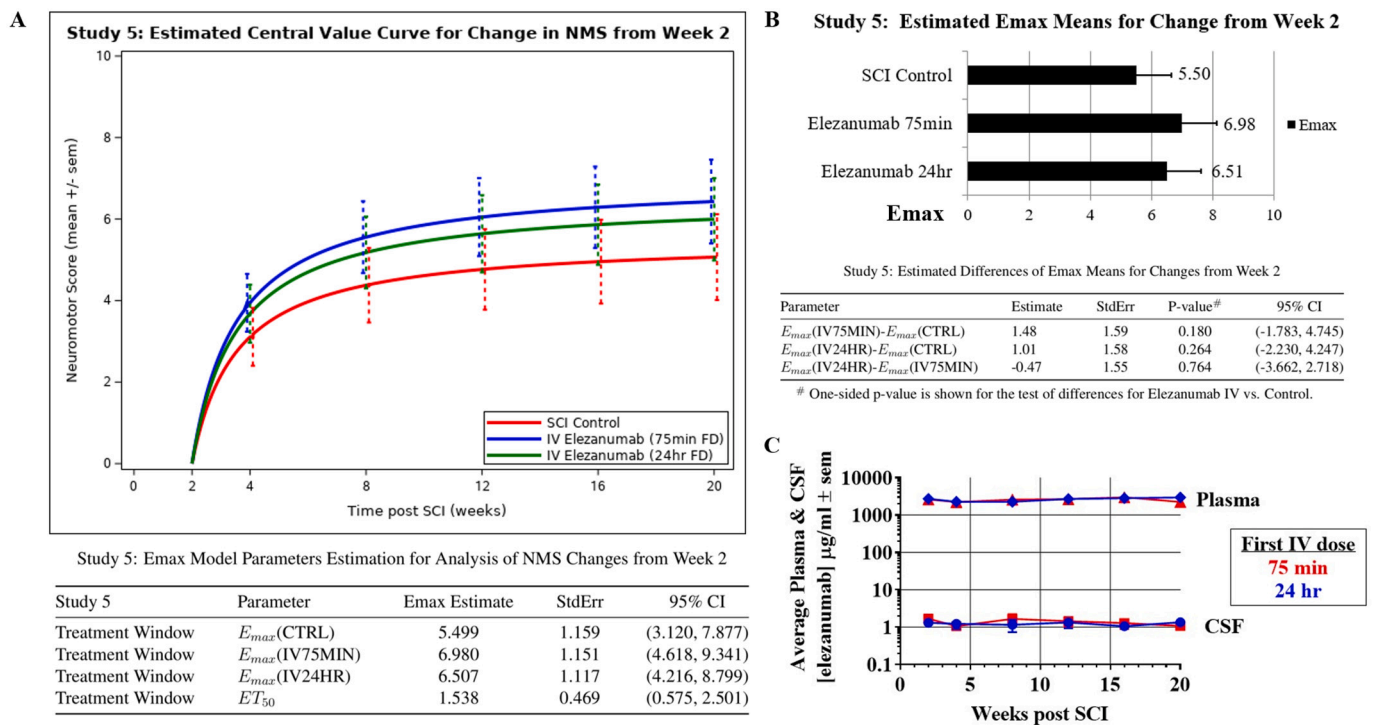 A
Study 5: Estimated Central Value Curve for Change in NMS from Week 2
Neuromotor Score (mean +/- sem)
10
8
6
4
2
0
0 2 4 8 12 16 20
Time post SCI (weeks)
SCI Control
IV Elezanumab (75min FD)
IV Elezanumab (24hr FD)
Study 5: Emax Model Parameters Estimation for Analysis of NMS Changes from Week 2
Study 5 Parameter Emax Estimate StdErr 95% CI
Treatment Window Emax(CTRL) 5.499 1.159 (3.120, 7.877)
Treatment Window Emax(IV75MIN) 6.980 1.151 (4.618, 9.341)
Treatment Window Emax(IV24HR) 6.507 1.117 (4.216, 8.799)
Treatment Window ET50 1.538 0.469 (0.575, 2.501)
B
Study 5: Estimated Emax Means for Change from Week 2
SCI Control 5.50
Elezanumab 75min 6.98
Elezanumab 24hr 6.51
Emax
Emax 0 2 4 6 8 10
Study 5: Estimated Differences of Emax Means for Changes from Week 2
Parameter Estimate StdErr P-value# 95% CI
Emax(IV75MIN)-Emax(CTRL) 1.48 1.59 0.180 (-1.783, 4.745)
Emax(IV24HR)-Emax(CTRL) 1.01 1.58 0.264 (-2.230, 4.247)
Emax(IV24HR)-Emax(IV75MIN) -0.47 1.55 0.764 (-3.662, 2.718)
# One-sided p-value is shown for the test of differences for Elezanumab IV vs. Control.
C
Average Plasma & CSF
[elezanumab] µg/ml ± sem
10000
1000
100
10
1
0.1
Plasma
CSF
0 5 10 15 20
Weeks post SCI
First IV dose
75 min
24 hr